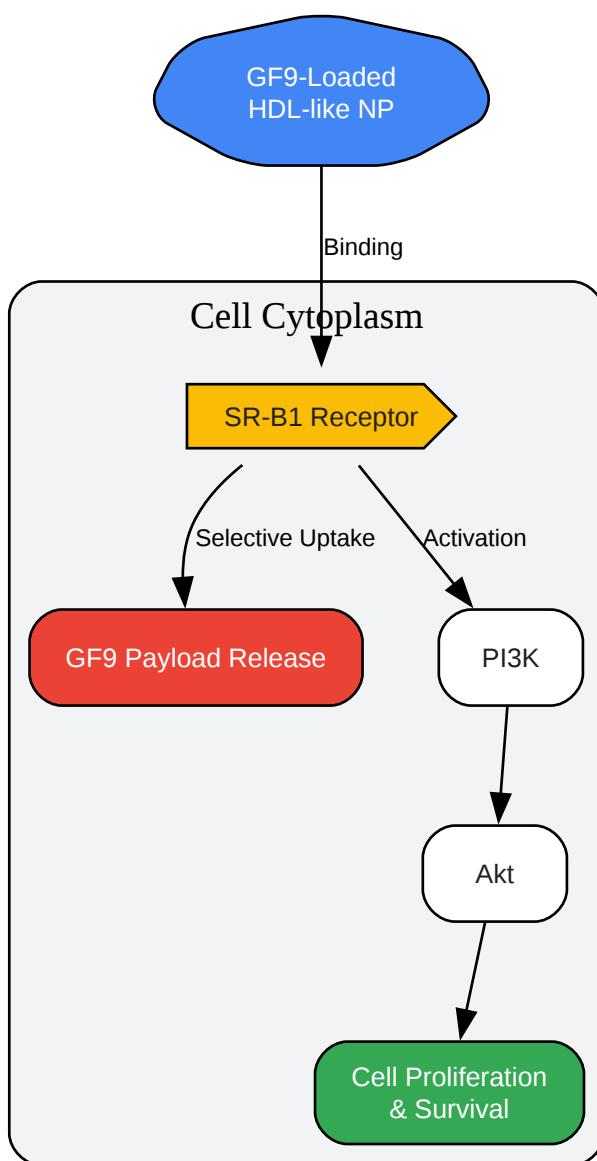 GF9-Loaded
HDL-like NP
Binding
Cell Cytoplasm
SR-B1 Receptor
Selective Uptake
Activation
GF9 Payload Release
PI3K
Akt
Cell Proliferation
& Survival